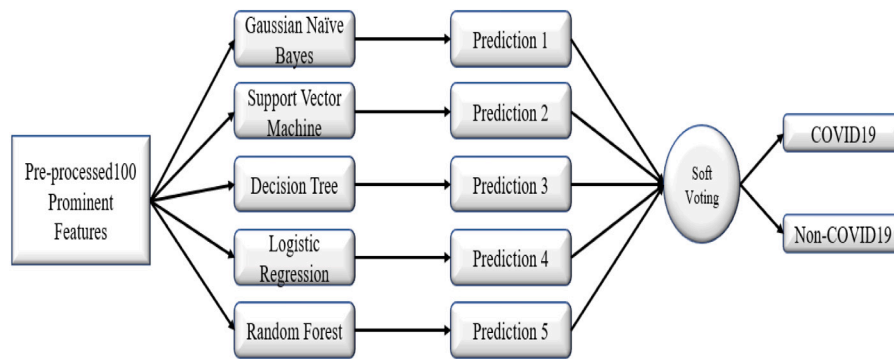 Pre-processed100
Prominent
Features
Gaussian Naïve
Bayes
Support Vector
Machine
Decision Tree
Logistic
Regression
Random Forest
Prediction 1
Prediction 2
Prediction 3
Prediction 4
Prediction 5
Soft
Voting
COVID19
Non-COVID19